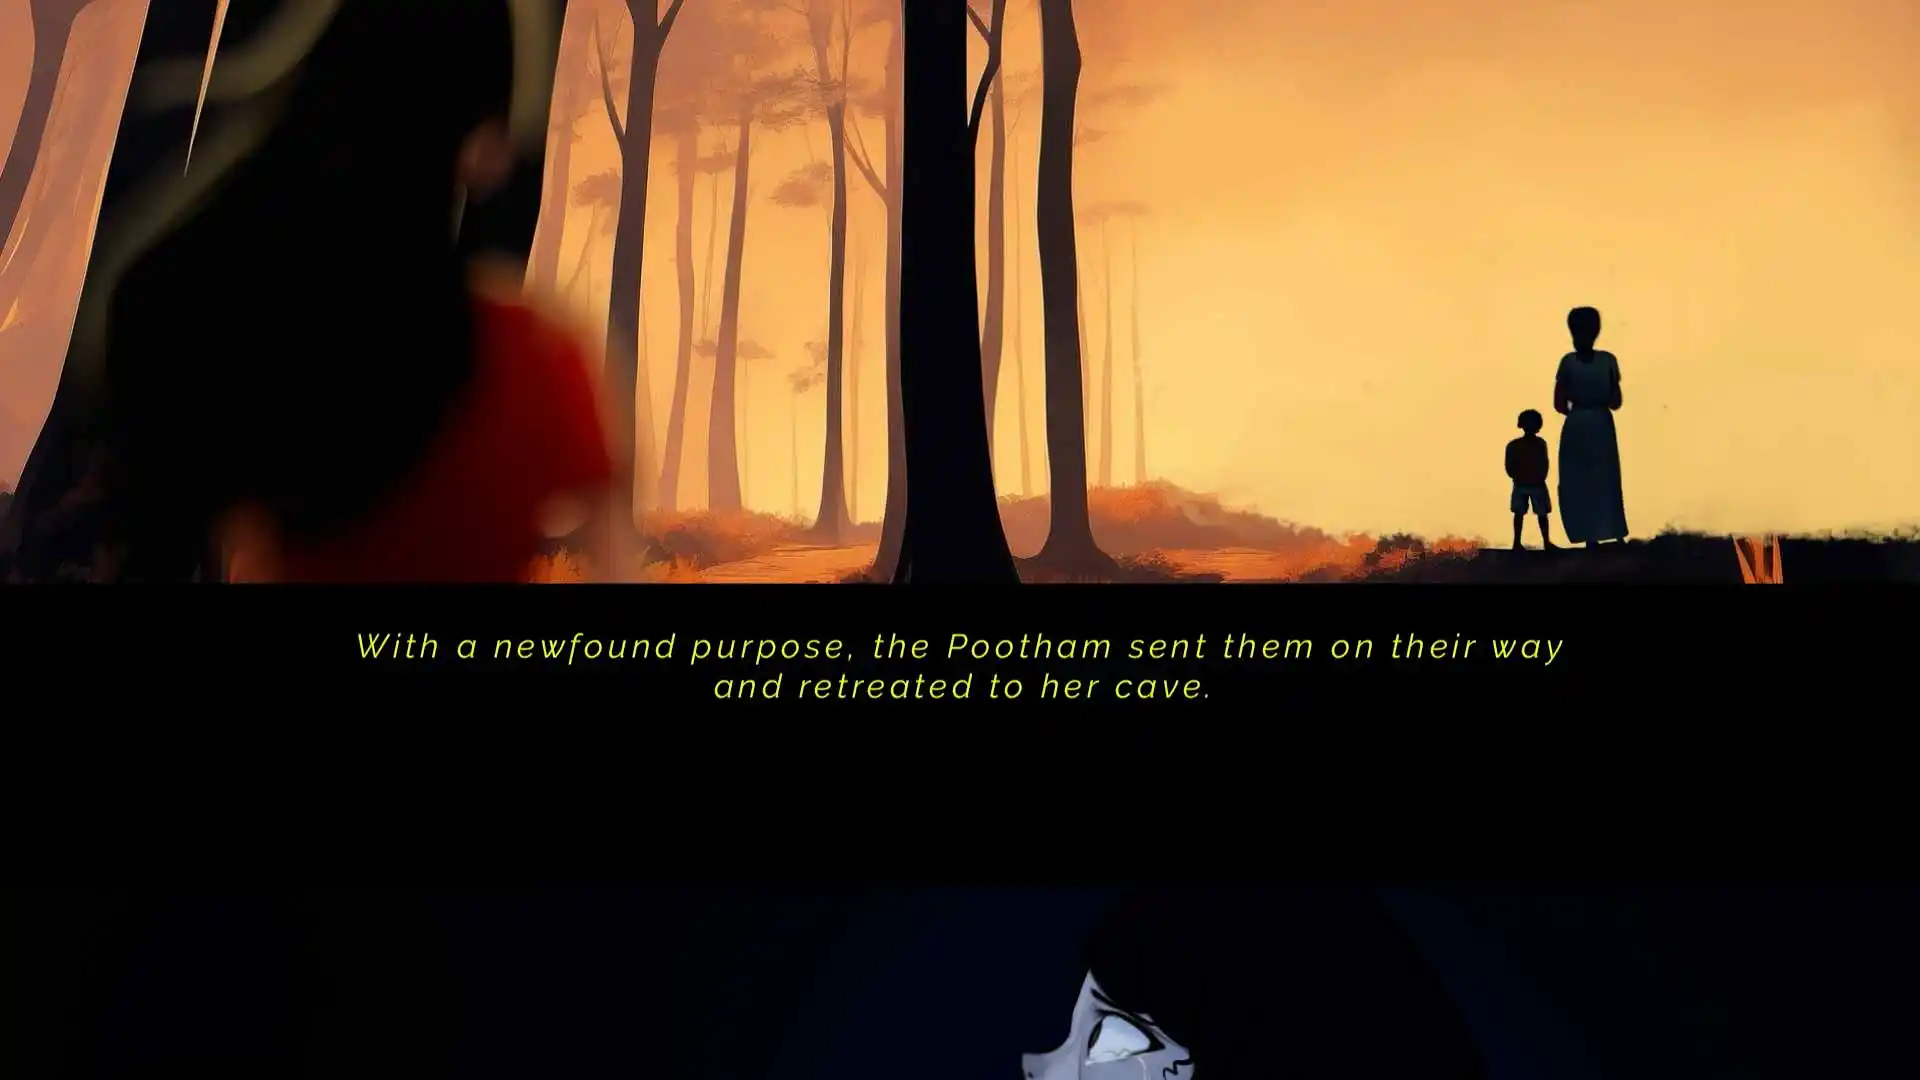 With a newfound purpose, the Pootham sent them on their way
and retreated to her cave.